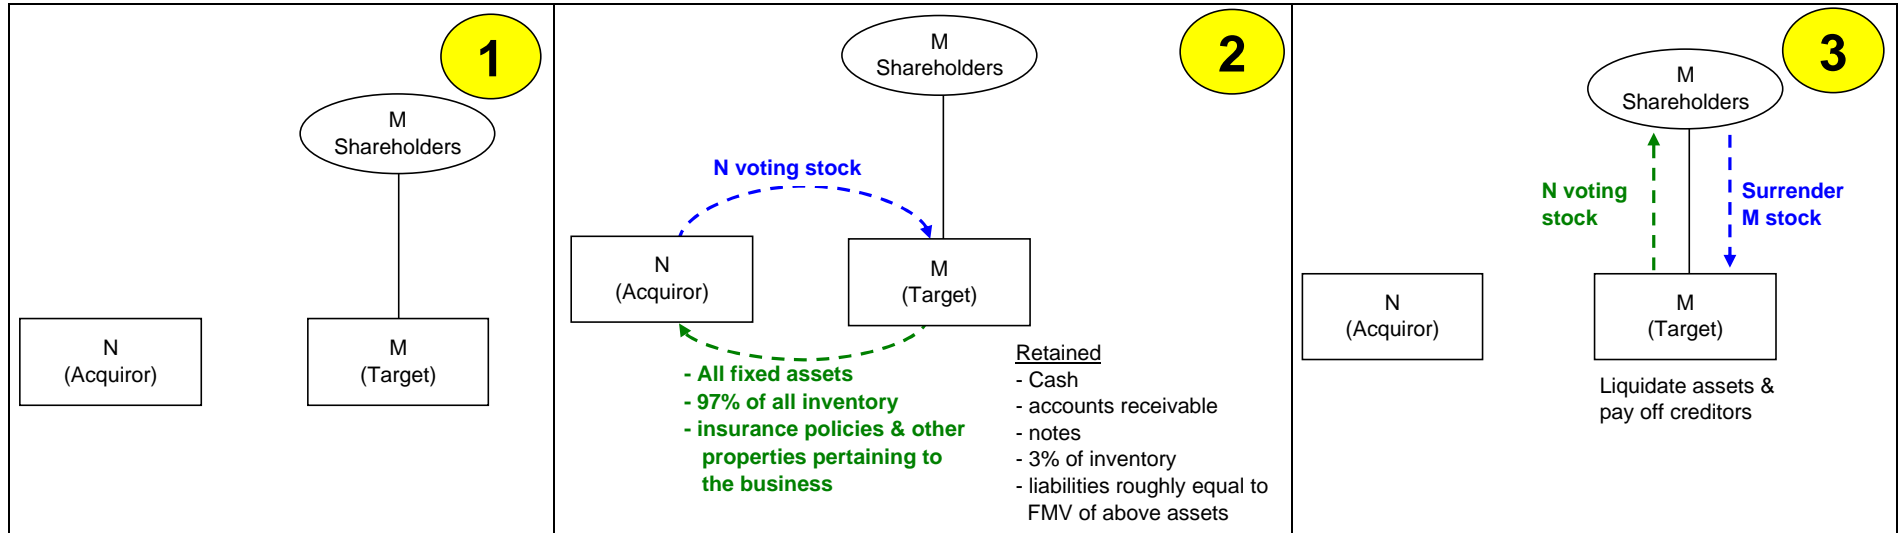 1
M
Shareholders
N
(Acquiror)
M
(Target)
2
M
Shareholders
N voting stock
N
(Acquiror)
M
(Target)
- All fixed assets
- 97% of all inventory
- insurance policies & other
properties pertaining to
the business
Retained
- Cash
- accounts receivable
- notes
- 3% of inventory
- liabilities roughly equal to
FMV of above assets
3
M
Shareholders
N voting
stock
Surrender
M stock
N
(Acquiror)
M
(Target)
Liquidate assets &
pay off creditors